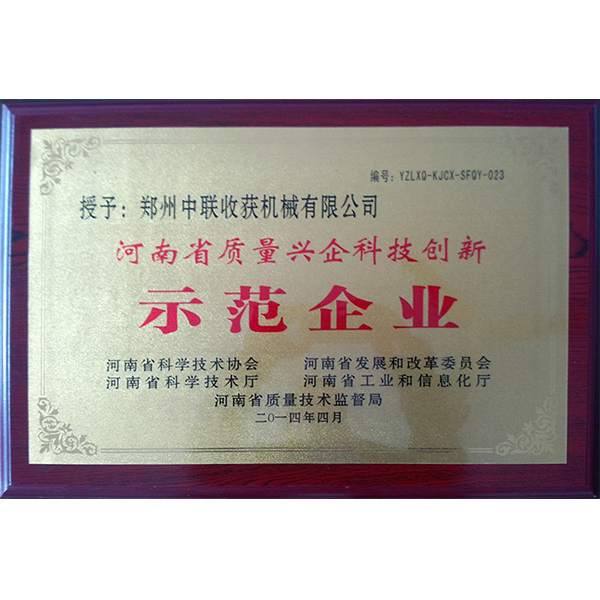 编号：YZLXQ-KJCX-SFQY-023
授予：郑州中联收获机械有限公司
河南省质量兴企科技创新
示范企业
河南省科学技术协会 河南省发展和改革委员会
河南省科学技术厅 河南省工业和信息化厅
河南省质量技术监督局
二〇一四年四月